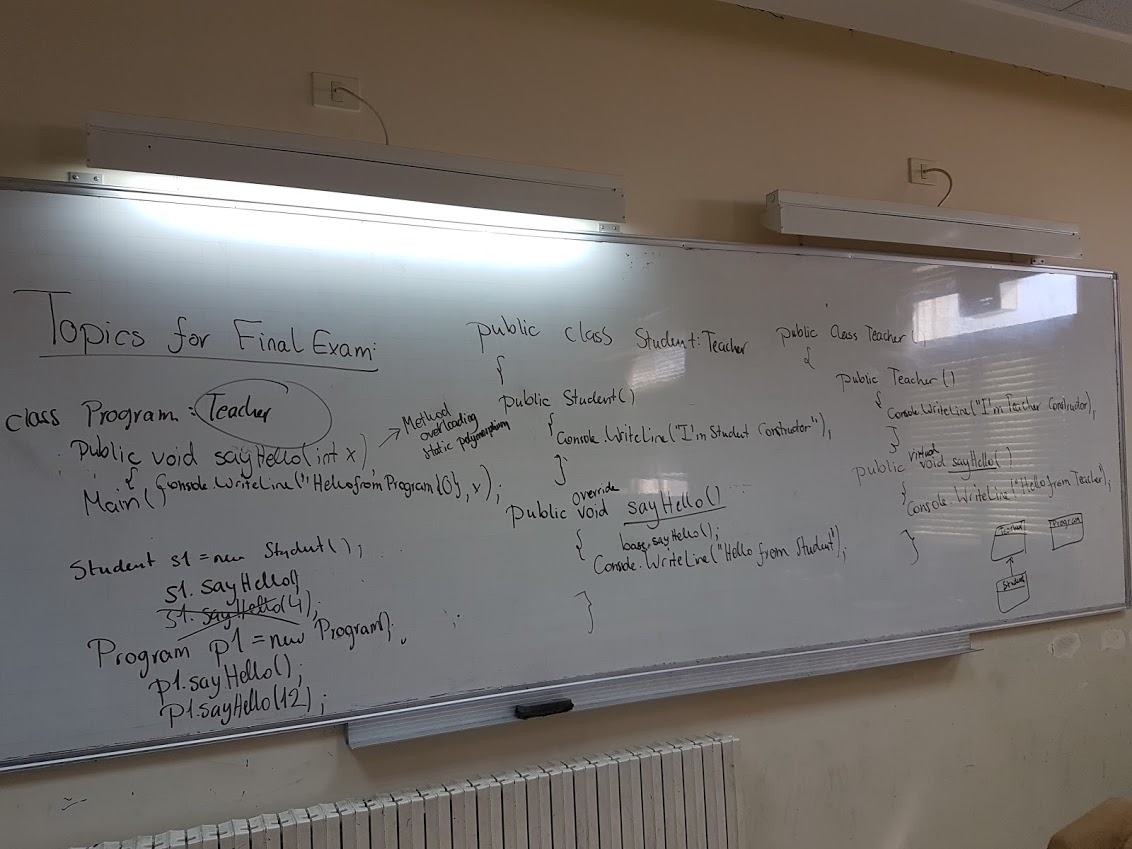 Topics for Final Exam:
class Program : Teacher
public void sayHello(int x)
{ Console.WriteLine("Hello from Program {0}, x);
Main()
Method
overloading
static polymorphism
Student s1 = new Student();
s1.sayHello()
s1.sayHello(4);
Program p1 = new Program();
p1.sayHello();
p1.sayHello(12);
public class Student:Teacher
{
public Student()
{ Console.WriteLine("I'm Student Constructor");
}
override
public void sayHello()
{ base.sayHello();
Console.WriteLine("Hello from Student");
}
public class Teacher
{
public Teacher()
{ Console.WriteLine("I'm Teacher Constructor);
}
virtual
public void sayHello()
{ Console.WriteLine("Hello from Teacher");
}
Teacher
Program
Student